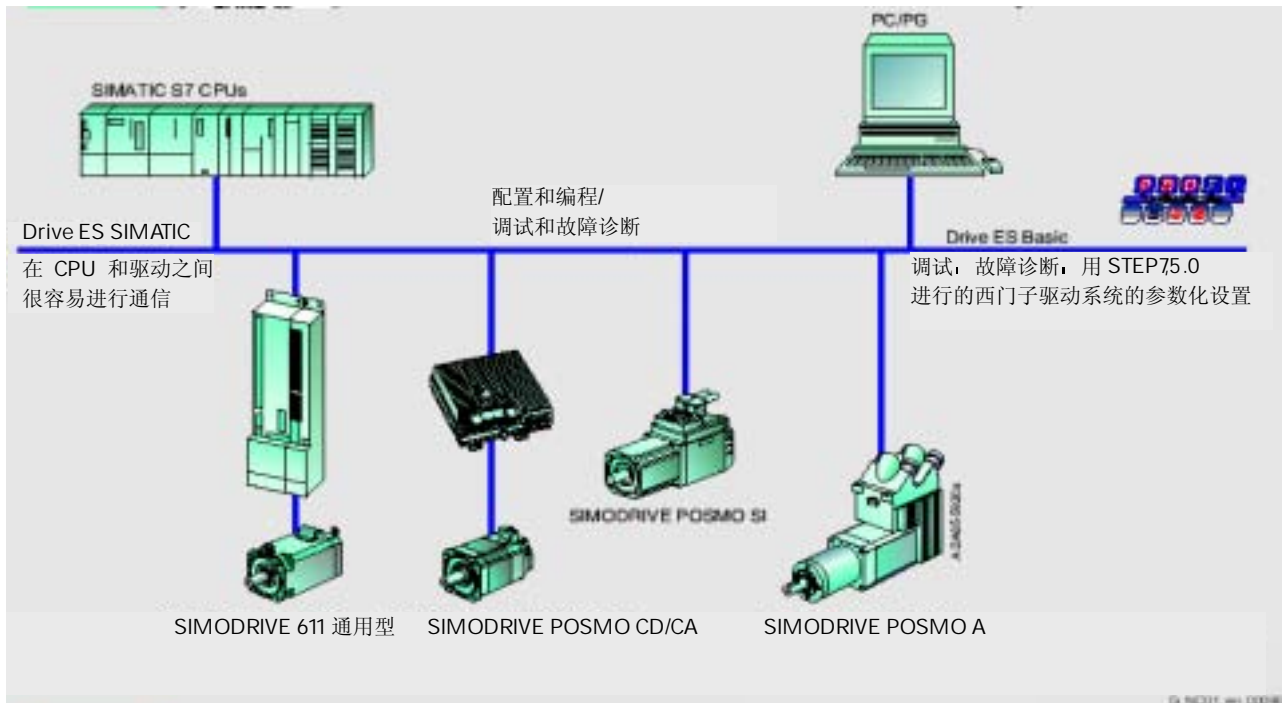 PC/PG
SIMATIC S7 CPUs
配置和编程/
调试和故障诊断
Drive ES SIMATIC
Drive ES Basic
在 CPU 和驱动之间
很容易进行通信
调试，故障诊断，用 STEP7,5.0
进行的西门子驱动系统的参数化设置
SIMODRIVE POSMO SI
SIMODRIVE 611 通用型
SIMODRIVE POSMO CD/CA
SIMODRIVE POSMO A